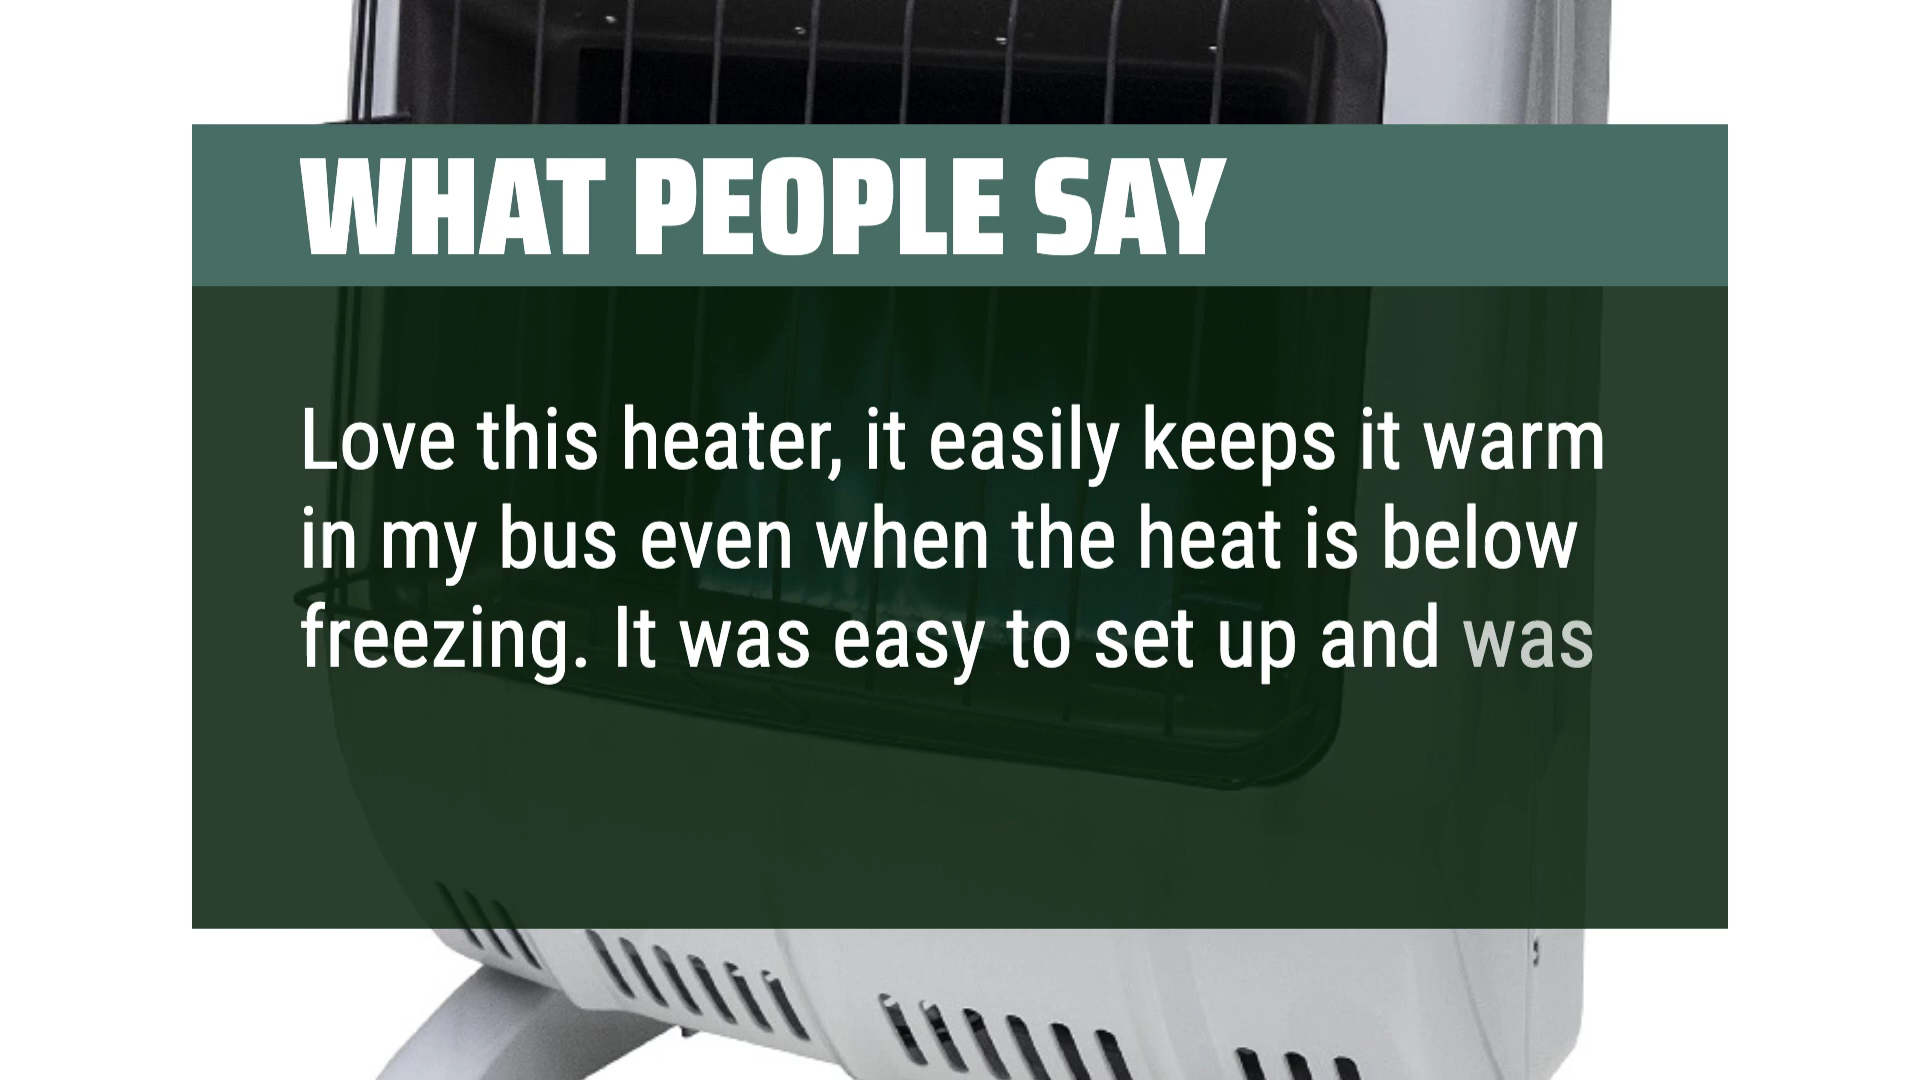 WHAT PEOPLE SAY
Love this heater, it easily keeps it warm
in my bus even when the heat is below
freezing. It was easy to set up and was